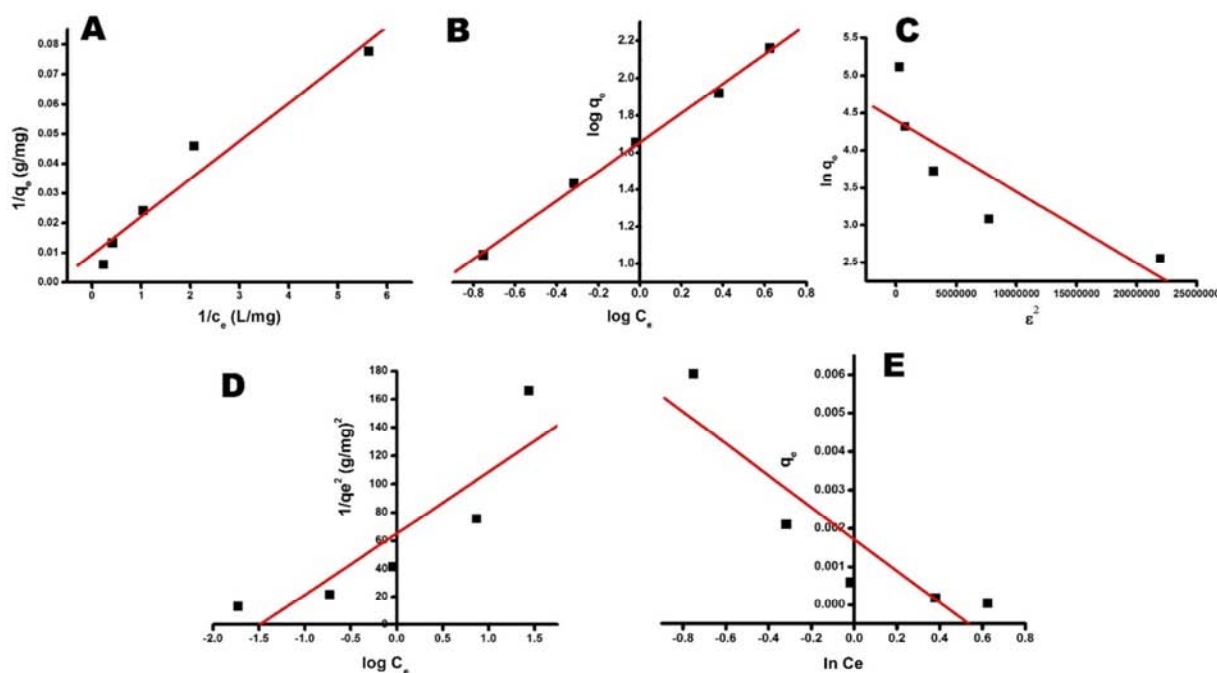 A
0.08
0.07
0.06
0.05
0.04
0.03
0.02
0.01
0.00
1/qe (g/mg)
0 1 2 3 4 5 6
1/ce (L/mg)
B
2.2
2.0
1.8
1.6
1.4
1.2
1.0
log qe
-0.8 -0.6 -0.4 -0.2 0.0 0.2 0.4 0.6 0.8
log Ce
C
5.5
5.0
4.5
4.0
3.5
3.0
2.5
ln qe
0 5000000 10000000 15000000 20000000 25000000
ε2
D
180
160
140
120
100
80
60
40
20
0
1/qe2 (g/mg)2
-2.0 -1.5 -1.0 -0.5 0.0 0.5 1.0 1.5
log Ce
E
0.006
0.005
0.004
0.003
0.002
0.001
0.000
qe
-0.8 -0.6 -0.4 -0.2 0.0 0.2 0.4 0.6 0.8
ln Ce